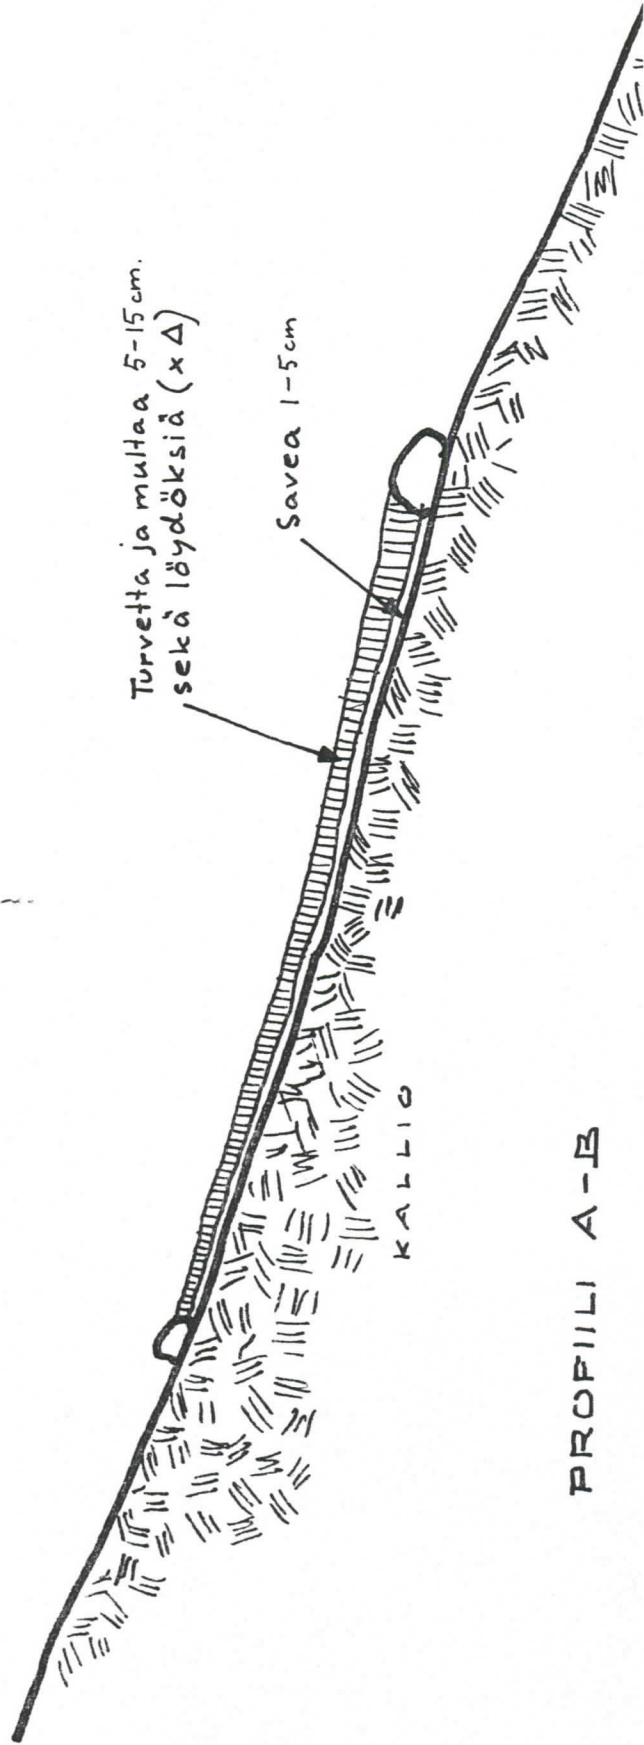 Turvetta ja multaa 5-15 cm.
sekä löydöksiä (x Δ)
Savea 1-5 cm
KALLIO
PROFIILI A-B